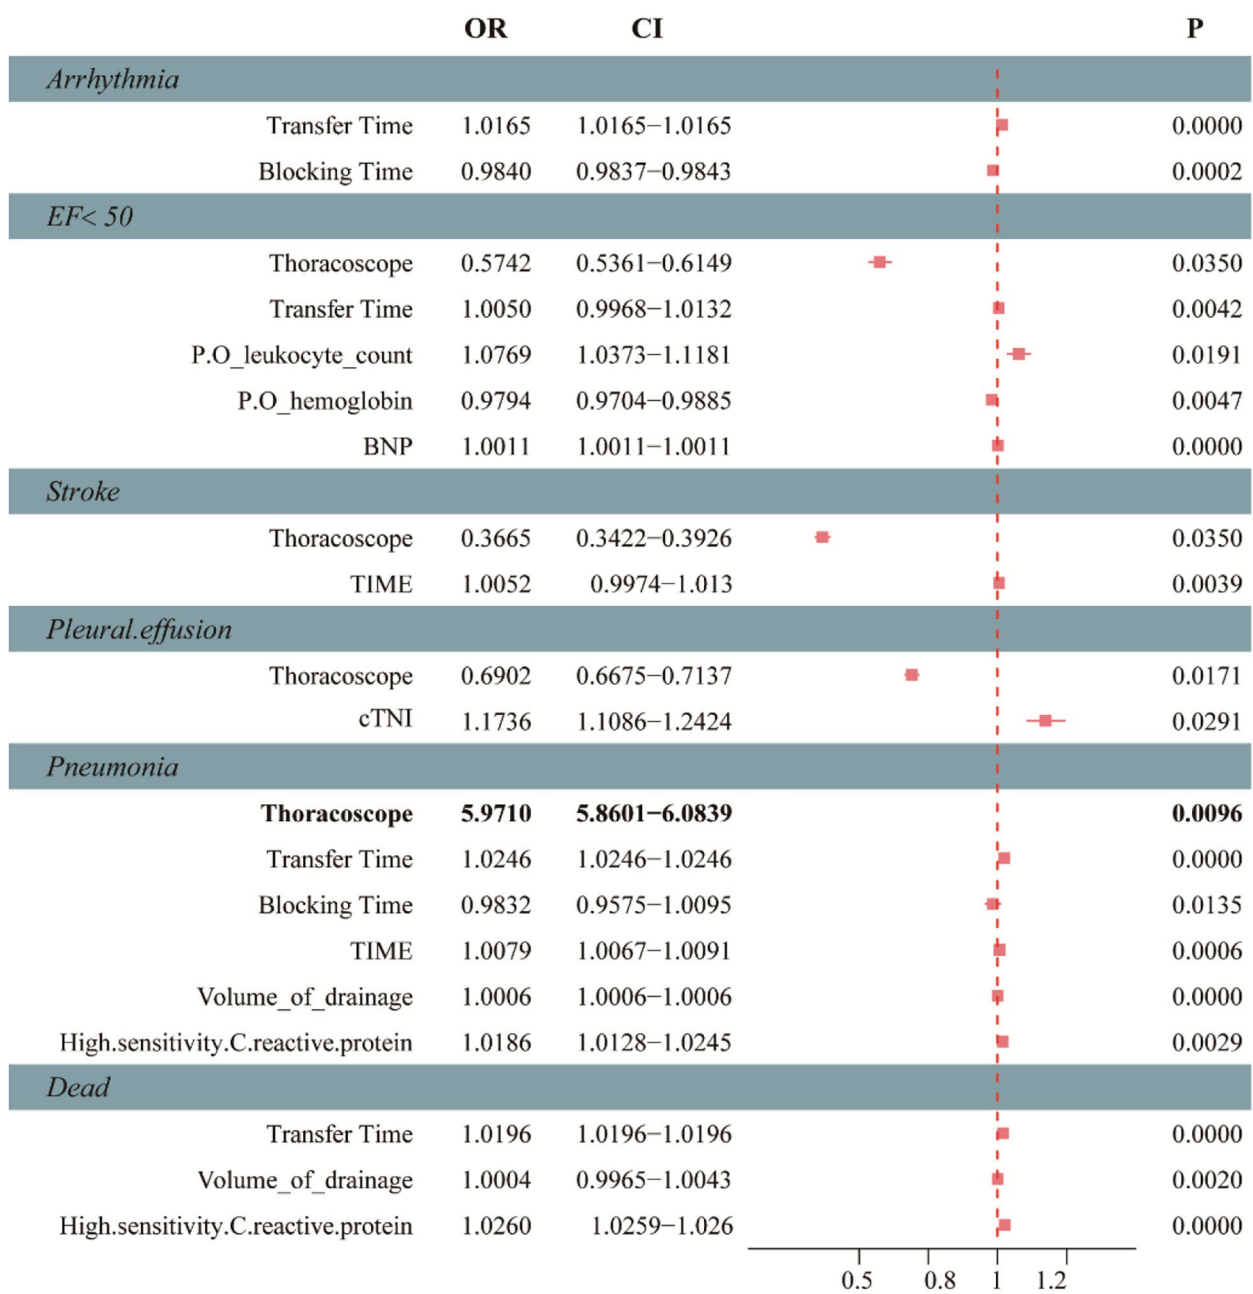 OR CI P
Arrhythmia
Transfer Time 1.0165 1.0165−1.0165 0.0000
Blocking Time 0.9840 0.9837−0.9843 0.0002
EF< 50
Thoracoscope 0.5742 0.5361−0.6149 0.0350
Transfer Time 1.0050 0.9968−1.0132 0.0042
P.O_leukocyte_count 1.0769 1.0373−1.1181 0.0191
P.O_hemoglobin 0.9794 0.9704−0.9885 0.0047
BNP 1.0011 1.0011−1.0011 0.0000
Stroke
Thoracoscope 0.3665 0.3422−0.3926 0.0350
TIME 1.0052 0.9974−1.013 0.0039
Pleural.effusion
Thoracoscope 0.6902 0.6675−0.7137 0.0171
cTNI 1.1736 1.1086−1.2424 0.0291
Pneumonia
Thoracoscope 5.9710 5.8601−6.0839 0.0096
Transfer Time 1.0246 1.0246−1.0246 0.0000
Blocking Time 0.9832 0.9575−1.0095 0.0135
TIME 1.0079 1.0067−1.0091 0.0006
Volume_of_drainage 1.0006 1.0006−1.0006 0.0000
High.sensitivity.C.reactive.protein 1.0186 1.0128−1.0245 0.0029
Dead
Transfer Time 1.0196 1.0196−1.0196 0.0000
Volume_of_drainage 1.0004 0.9965−1.0043 0.0020
High.sensitivity.C.reactive.protein 1.0260 1.0259−1.026 0.0000
0.5 0.8 1 1.2